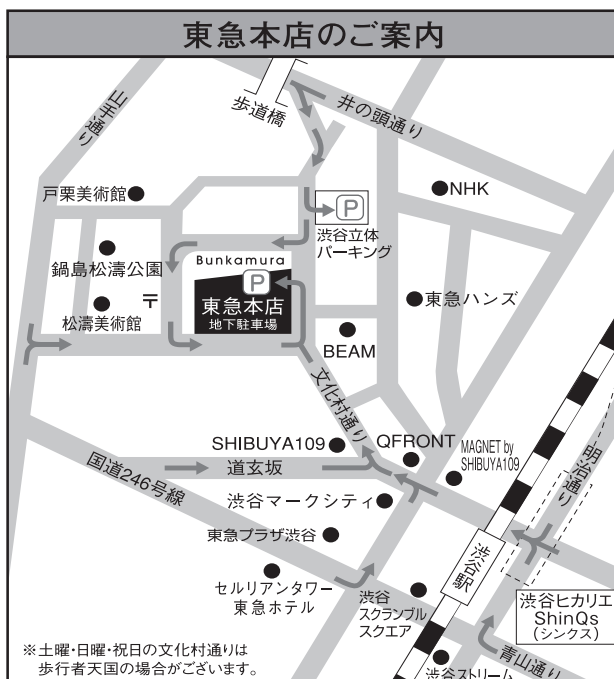 東急本店のご案内
山手通り
歩道橋
井の頭通り
戸栗美術館
NHK
P
渋谷立体
パーキング
鍋島松濤公園
Bunkamura
P
東急本店
地下駐車場
〒
松濤美術館
東急ハンズ
BEAM
文化村通り
SHIBUYA109
QFRONT
MAGNET by
SHIBUYA109
明治通り
国道246号線
道玄坂
渋谷マークシティ
東急プラザ渋谷
渋谷駅
セルリアンタワー
東急ホテル
渋谷
スクランブル
スクエア
渋谷ヒカリエ
ShinQs
(シンクス)
青山通り
渋谷ストリーム
※土曜・日曜・祝日の文化村通りは
歩行者天国の場合がございます。